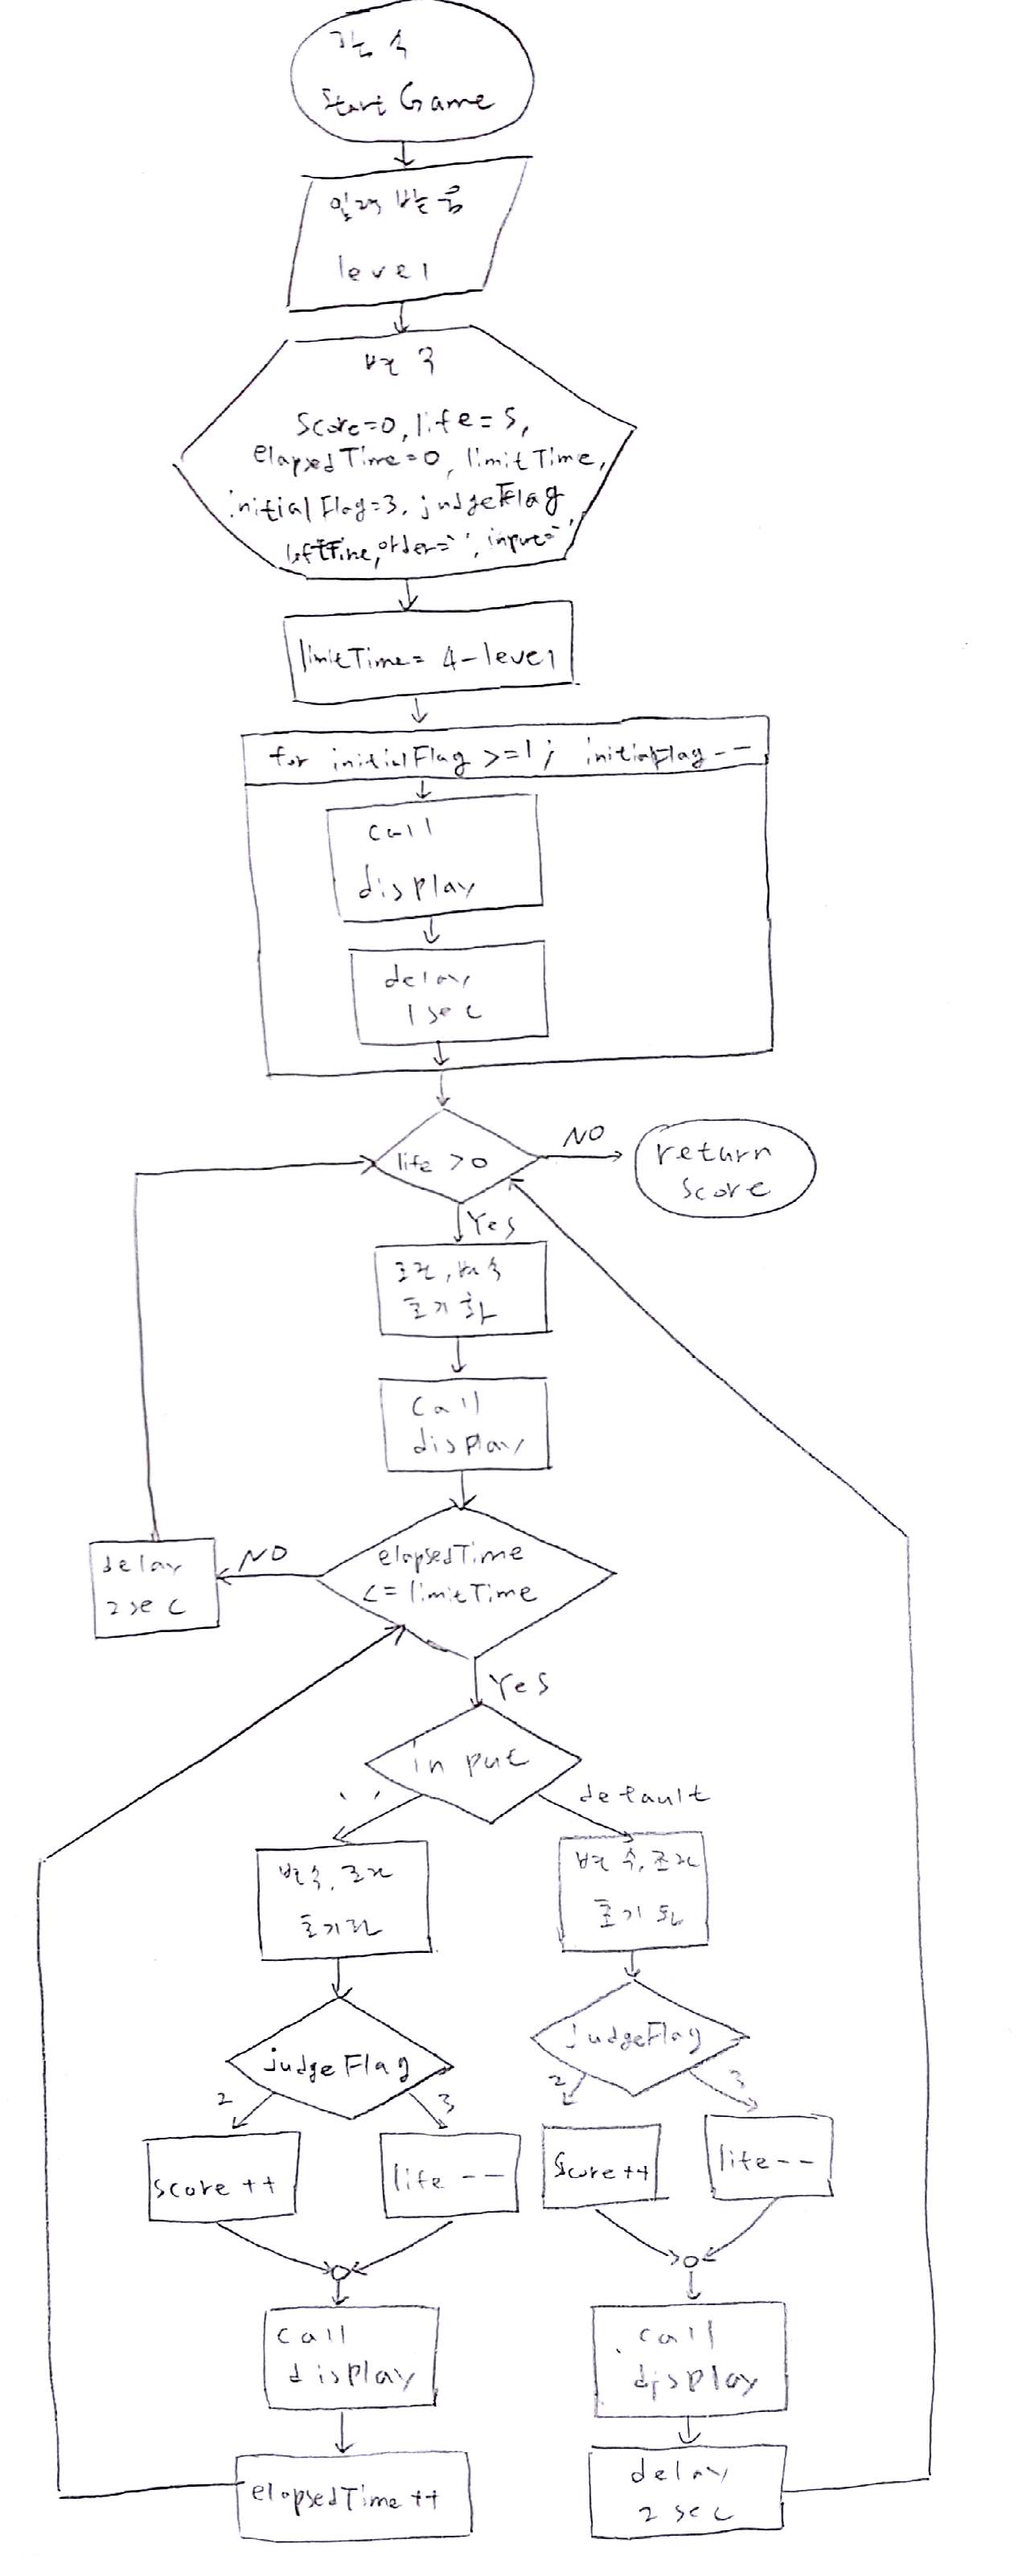 함수
Start Game
입력 받음
level
변수
Score=0, life=5,
elapsedTime=0, limitTime,
initialFlag=3, judgeFlag
leftTime, order=' ', input=' '
limitTime= 4-level
for initialFlag >=1; initialFlag--
call
display
delay
1 sec
life >0
NO
return
score
Yes
조건, 변수
초기화
Call
display
elapsedTime
<= limitTime
NO
delay
2 sec
Yes
input
' '
default
변수, 조건
초기화
변수, 조건
초기화
judgeFlag
2
3
judgeFlag
2
3
score ++
life --
Score ++
life --
call
display
call
display
elapsedTime ++
delay
2 sec